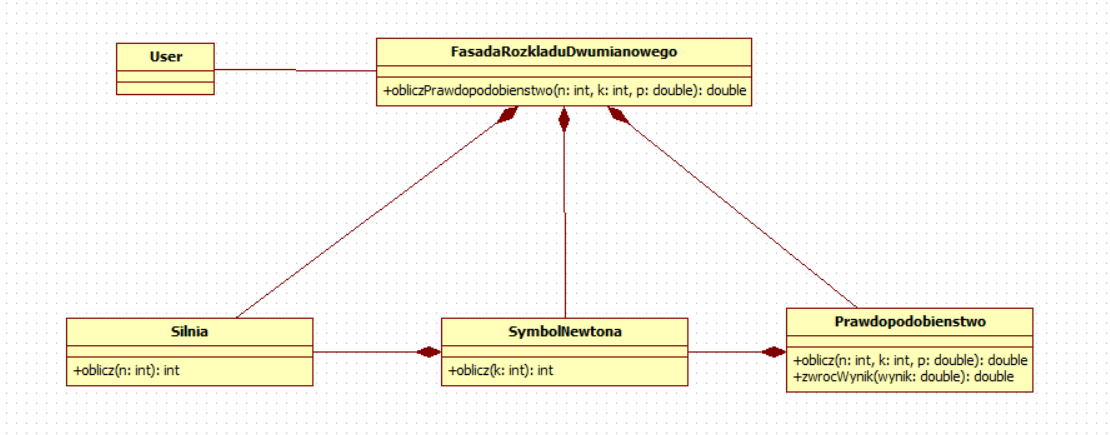 User
FasadaRozkladuDwumianowego
+obliczPrawdopodobienstwo(n: int, k: int, p: double): double
Silnia
+oblicz(n: int): int
SymbolNewtona
+oblicz(k: int): int
Prawdopodobienstwo
+oblicz(n: int, k: int, p: double): double
+zwrocWynik(wynik: double): double